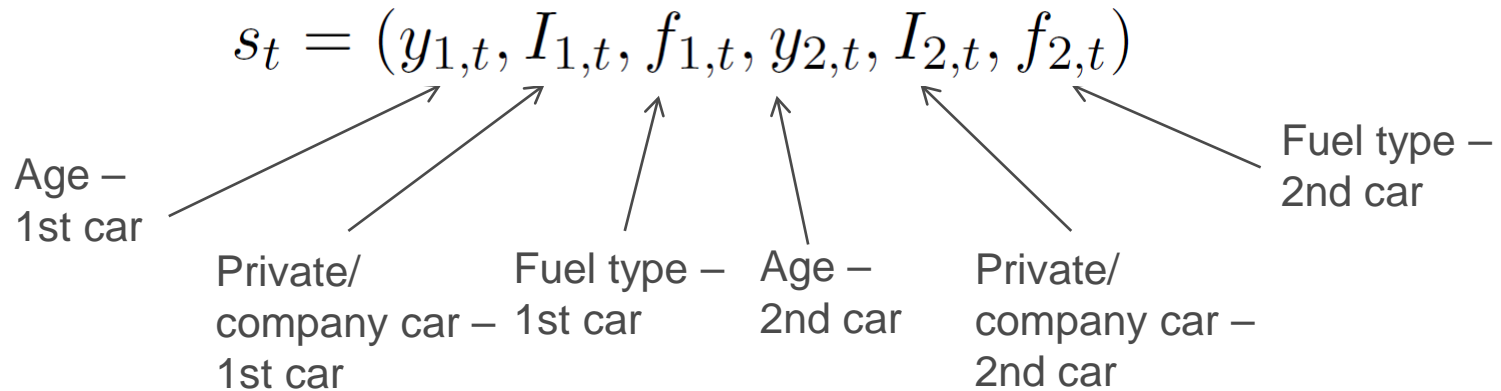 s_t = (y_{1,t}, I_{1,t}, f_{1,t}, y_{2,t}, I_{2,t}, f_{2,t})
Age –
1st car
Private/
company car –
1st car
Fuel type –
1st car
Age –
2nd car
Private/
company car –
2nd car
Fuel type –
2nd car